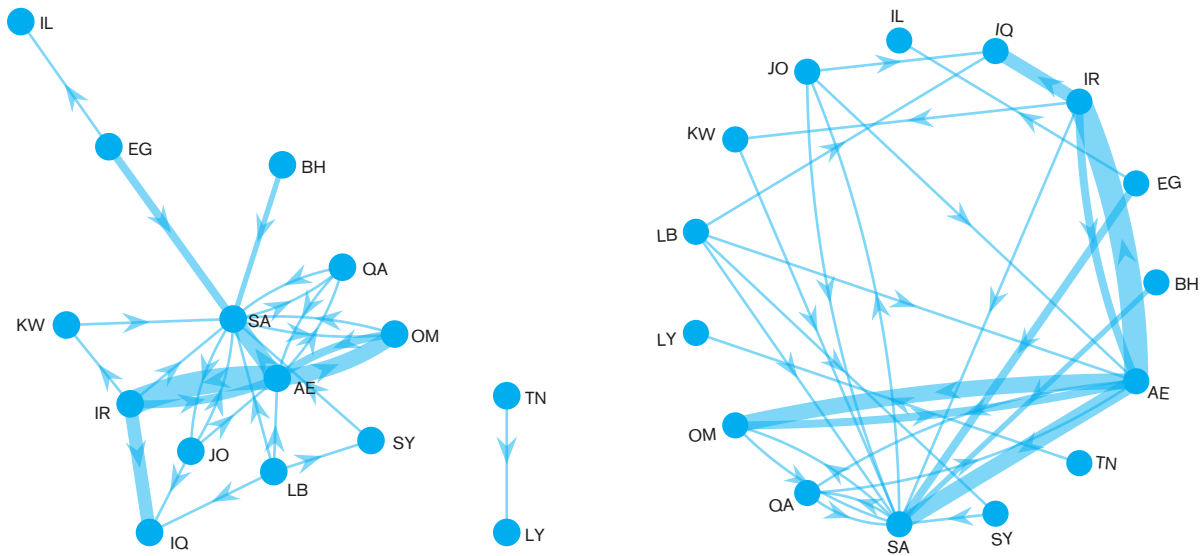 IL
EG
BH
QA
KW
SA
OM
AE
IR
TN
JO
SY
LB
IQ
LY
IL
IQ
JO
IR
KW
EG
LB
BH
LY
AE
OM
TN
QA
SA
SY